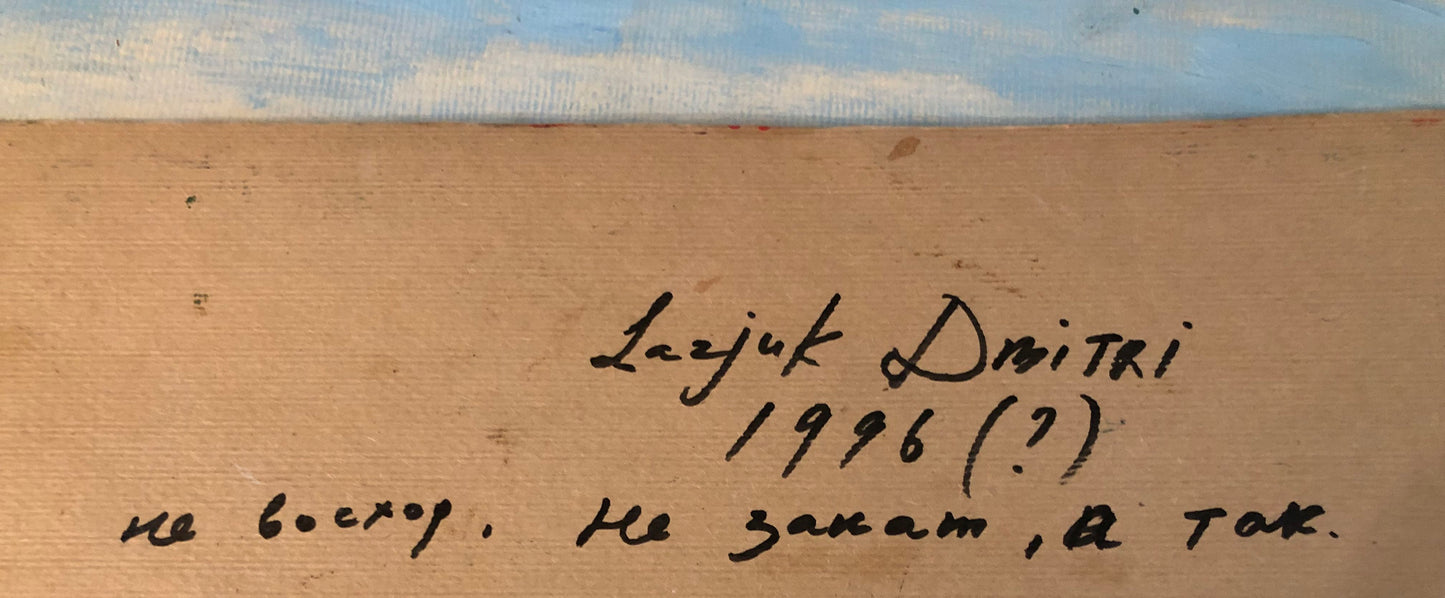 Lazjuk Dmitri
1996 (?)
не восход. Не закат, а так.